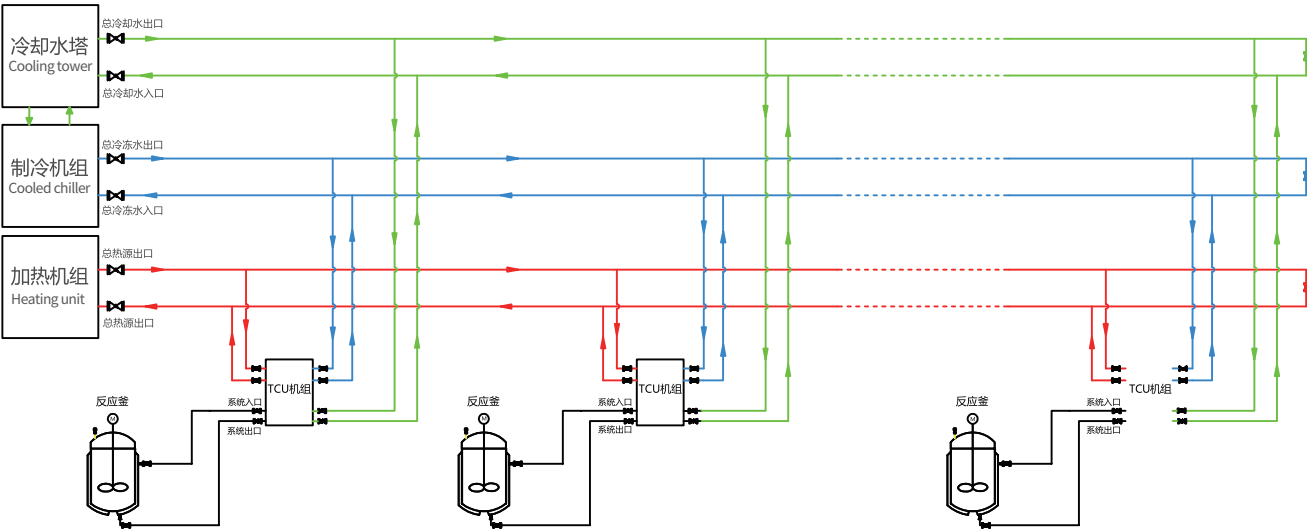 总冷却水出口
冷却水塔
Cooling tower
总冷却水入口
总冷冻水出口
制冷机组
Cooled chiller
总冷冻水入口
总热源出口
加热机组
Heating unit
总热源出口
TCU机组
TCU机组
TCU机组
反应釜
系统入口
反应釜
系统入口
反应釜
系统入口
M
M
M
系统出口
系统出口
系统出口